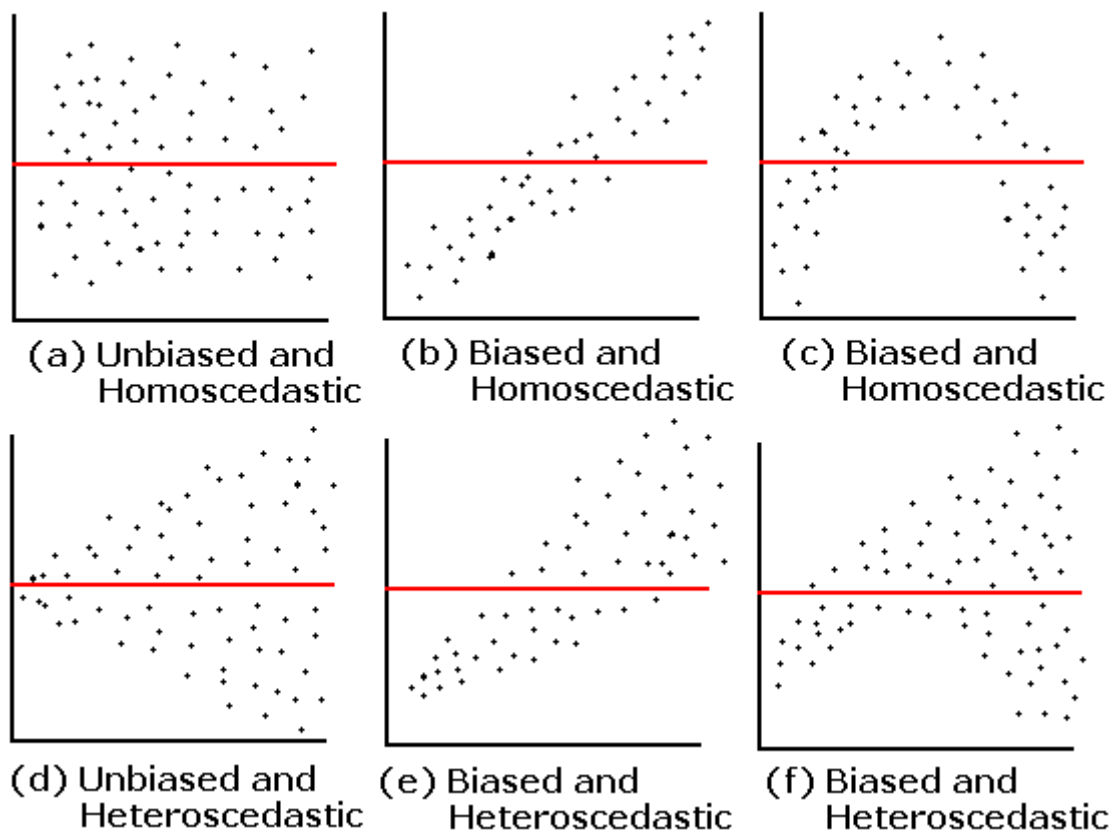 (a) Unbiased and
Homoscedastic
(b) Biased and
Homoscedastic
(c) Biased and
Homoscedastic
(d) Unbiased and
Heteroscedastic
(e) Biased and
Heteroscedastic
(f) Biased and
Heteroscedastic